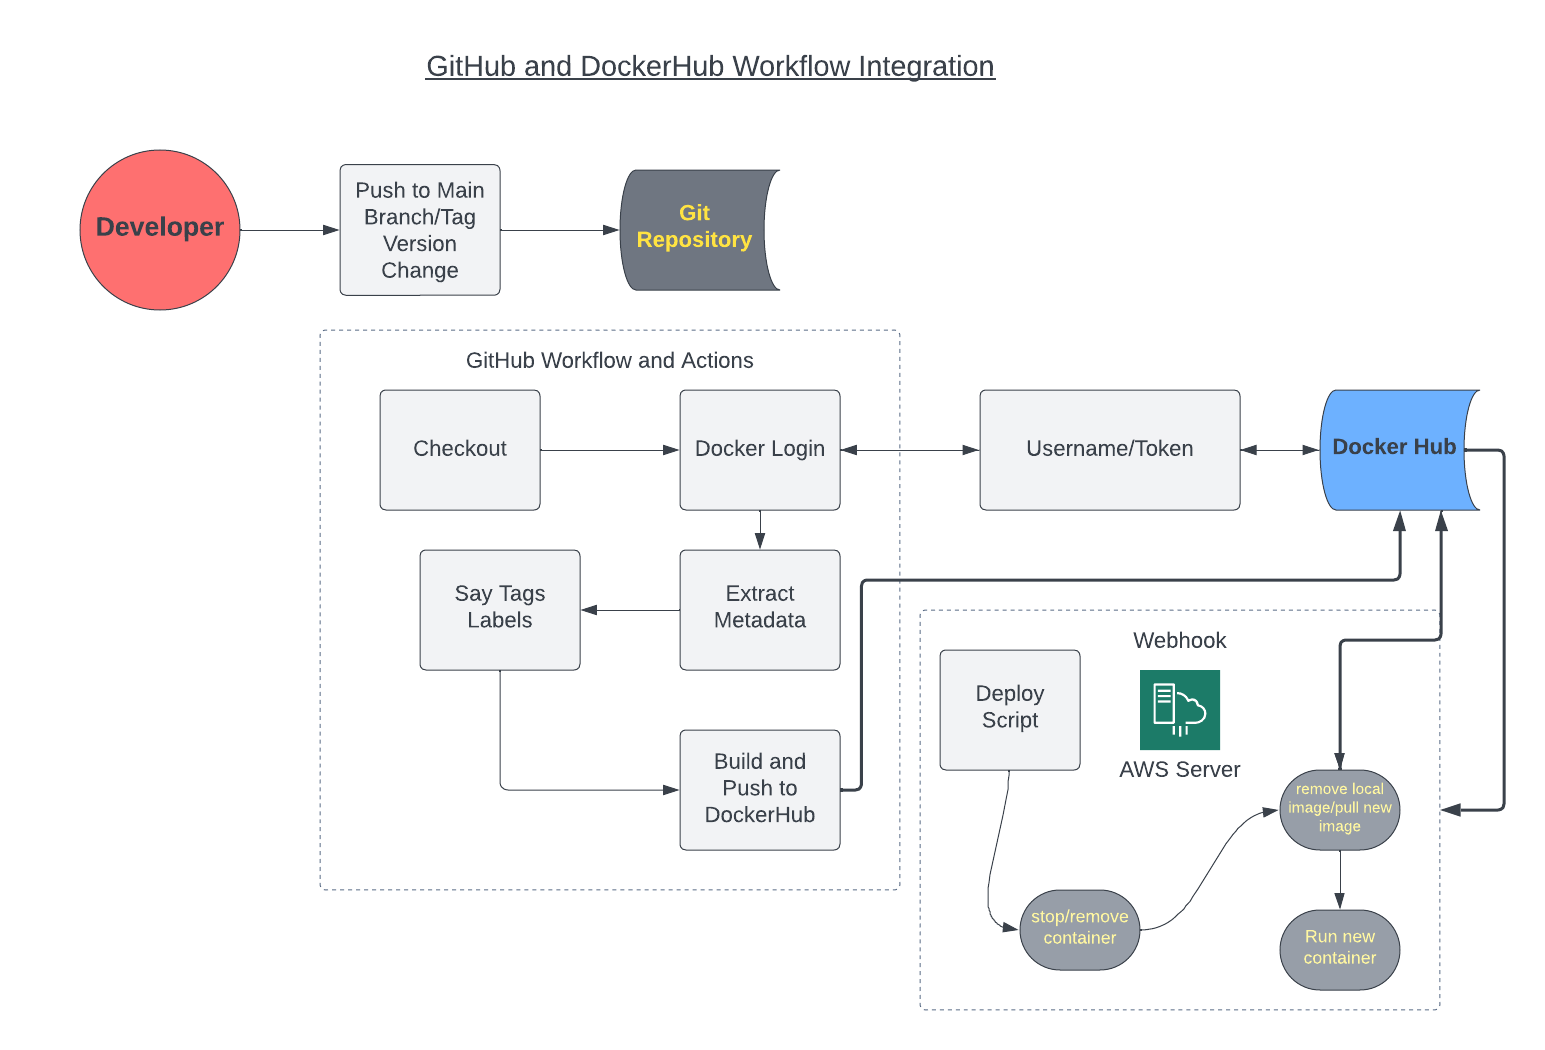 GitHub and DockerHub Workflow Integration
Developer
Push to Main
Branch/Tag
Version
Change
Git
Repository
GitHub Workflow and Actions
Checkout
Docker Login
Username/Token
Docker Hub
Say Tags
Labels
Extract
Metadata
Build and
Push to
DockerHub
Webhook
Deploy
Script
AWS Server
remove local
image/pull new
image
stop/remove
container
Run new
container